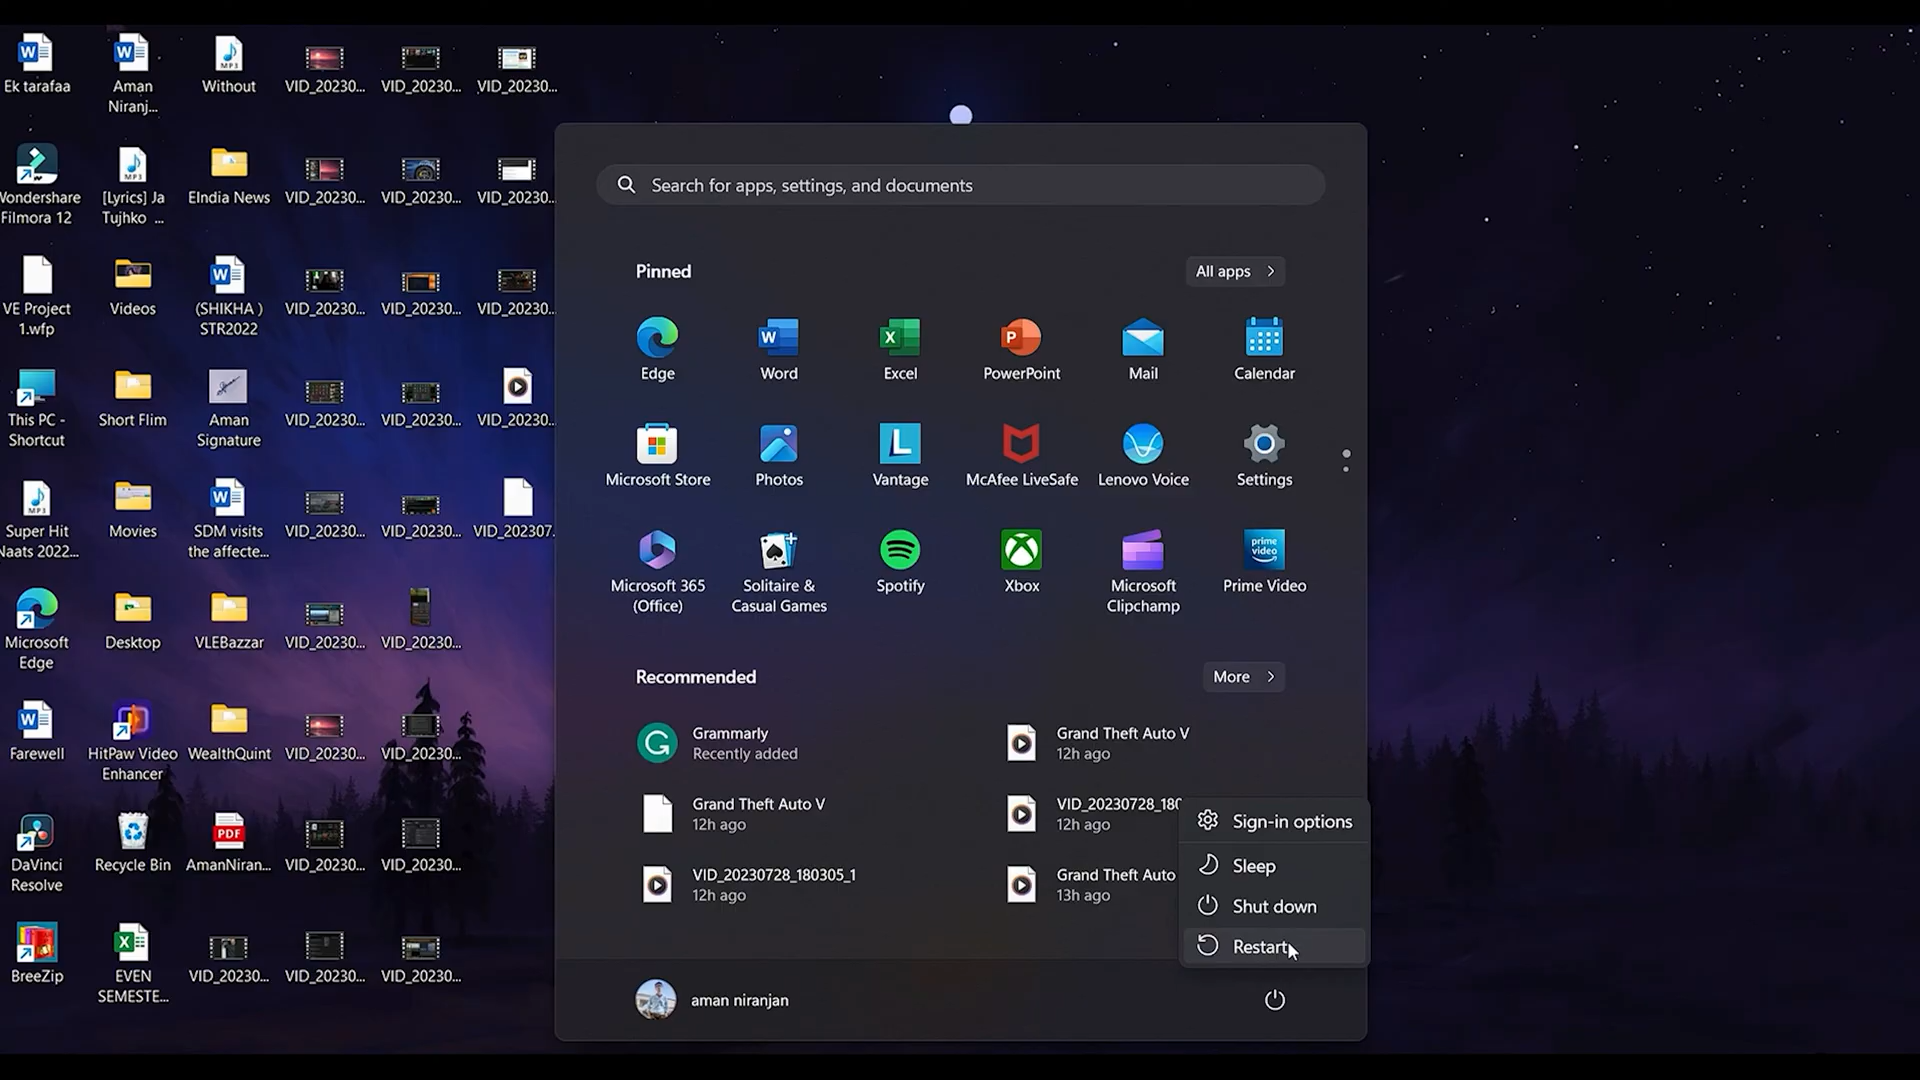 Ek tarafaa
Aman
Niranj...
Without
VID_20230...
VID_20230...
VID_20230...
Wondershare
Filmora 12
[Lyrics] Ja
Tujhko ...
EIndia News
VID_20230...
VID_20230...
VID_20230...
VE Project
1.wfp
Videos
(SHIKHA )
STR2022
VID_20230...
VID_20230...
VID_20230...
This PC -
Shortcut
Short Flim
Aman
Signature
VID_20230...
VID_20230...
VID_20230...
Super Hit
Naats 2022...
Movies
SDM visits
the affecte...
VID_20230...
VID_20230...
VID_202307...
Microsoft
Edge
Desktop
VLEBazzar
VID_20230...
VID_20230...
Farewell
HitPaw Video
Enhancer
WealthQuint
VID_20230...
VID_20230...
DaVinci
Resolve
Recycle Bin
PDF
AmanNiran...
VID_20230...
VID_20230...
BreeZip
EVEN
SEMESTE...
VID_20230...
VID_20230...
VID_20230...
Search for apps, settings, and documents
Pinned
All apps
Edge
Word
Excel
PowerPoint
Mail
Calendar
Microsoft Store
Photos
Vantage
McAfee LiveSafe
Lenovo Voice
Settings
Microsoft 365
(Office)
Solitaire &
Casual Games
Spotify
Xbox
Microsoft
Clipchamp
prime
video
Prime Video
Recommended
More
Grammarly
Recently added
Grand Theft Auto V
12h ago
Grand Theft Auto V
12h ago
VID_20230728_180
12h ago
VID_20230728_180305_1
12h ago
Grand Theft Auto
13h ago
Sign-in options
Sleep
Shut down
Restart
aman niranjan